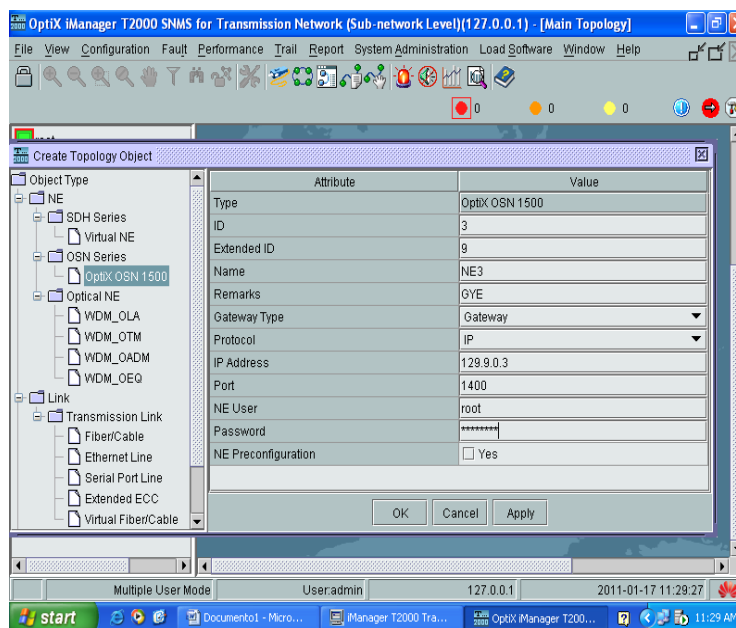 OptiX iManager T2000 SNMS for Transmission Network (Sub-network Level)(127.0.0.1) - [Main Topology]
File View Configuration Fault Performance Trail Report System Administration Load Software Window Help
0 0 0
Create Topology Object
Object Type
NE
SDH Series
Virtual NE
OSN Series
OptiX OSN 1500
Optical NE
WDM_OLA
WDM_OTM
WDM_OADM
WDM_OEQ
Link
Transmission Link
Fiber/Cable
Ethernet Line
Serial Port Line
Extended ECC
Virtual Fiber/Cable
Attribute Value
Type OptiX OSN 1500
ID 3
Extended ID 9
Name NE3
Remarks GYE
Gateway Type Gateway
Protocol IP
IP Address 129.9.0.3
Port 1400
NE User root
Password ********
NE Preconfiguration Yes
OK Cancel Apply
Multiple User Mode User:admin 127.0.0.1 2011-01-17 11:29:27
start Documento1 - Micro... iManager T2000 Tra... OptiX iManager T200... 11:29 AM